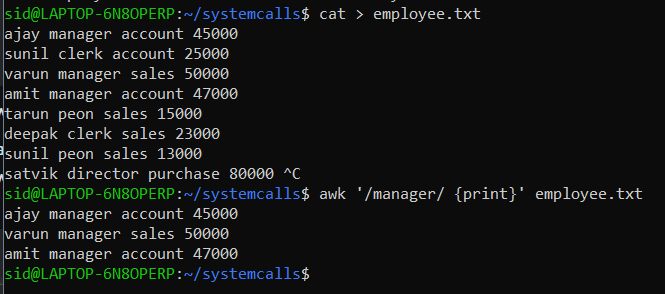 sid@LAPTOP-6N8OPERP:~/systemcalls$ cat > employee.txt
ajay manager account 45000
sunil clerk account 25000
varun manager sales 50000
amit manager account 47000
tarun peon sales 15000
deepak clerk sales 23000
sunil peon sales 13000
satvik director purchase 80000 ^C
sid@LAPTOP-6N8OPERP:~/systemcalls$ awk '/manager/ {print}' employee.txt
ajay manager account 45000
varun manager sales 50000
amit manager account 47000
sid@LAPTOP-6N8OPERP:~/systemcalls$